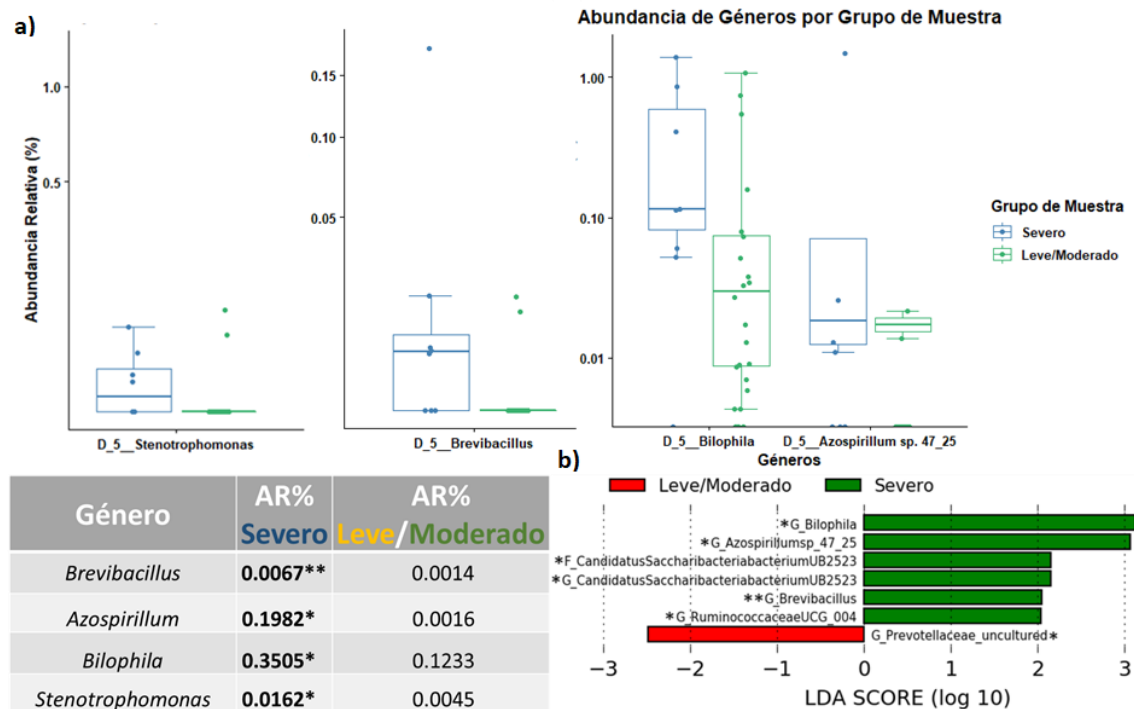 a)
Abundancia Relativa (%)
1.0
0.5
D_5__Stenotrophomonas
0.15
0.10
0.05
D_5__Brevibacillus
Abundancia de Géneros por Grupo de Muestra
1.00
0.10
0.01
D_5__Bilophila
D_5__Azospirillum sp. 47_25
Géneros
Grupo de Muestra
Severo
Leve/Moderado
Género AR% Severo AR% Leve/Moderado
Brevibacillus 0.0067** 0.0014
Azospirillum 0.1982* 0.0016
Bilophila 0.3505* 0.1233
Stenotrophomonas 0.0162* 0.0045
b)
Leve/Moderado Severo
*G_Bilophila
*G_Azospirillumsp_47_25
*F_CandidatusSaccharibacteriabacteriumUB2523
*G_CandidatusSaccharibacteriabacteriumUB2523
**G_Brevibacillus
*G_RuminococcaceaeUCG_004
G_Prevotellaceae_uncultured*
−3 −2 −1 0 1 2 3
LDA SCORE (log 10)